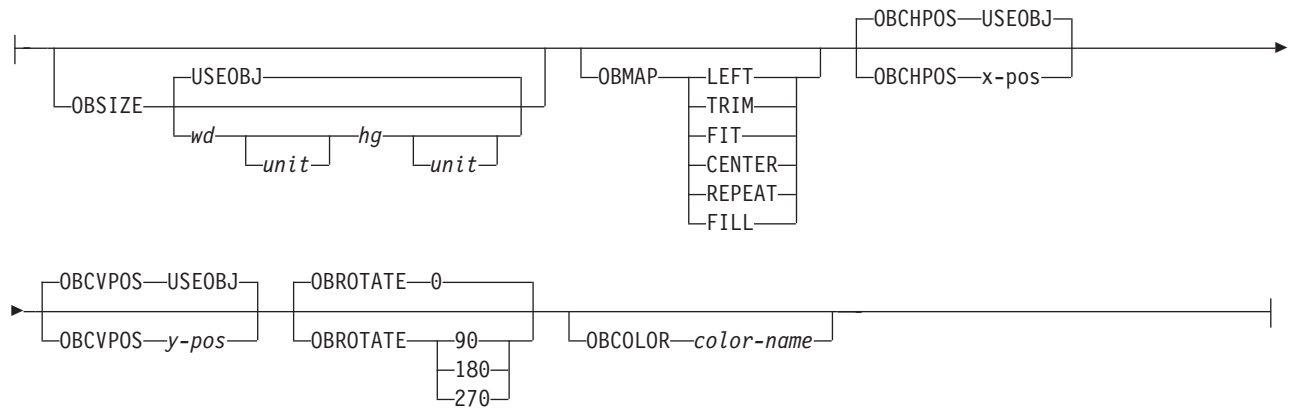 OBCHPOS USEOBJ
OBSIZE USEOBJ OBMAP LEFT OBCHPOS x-pos
TRIM
wd unit hg unit FIT
CENTER
REPEAT
FILL
OBCVPOS USEOBJ OBROTATE 0
OBCVPOS y-pos OBROTATE 90 OBCOLOR color-name
180
270